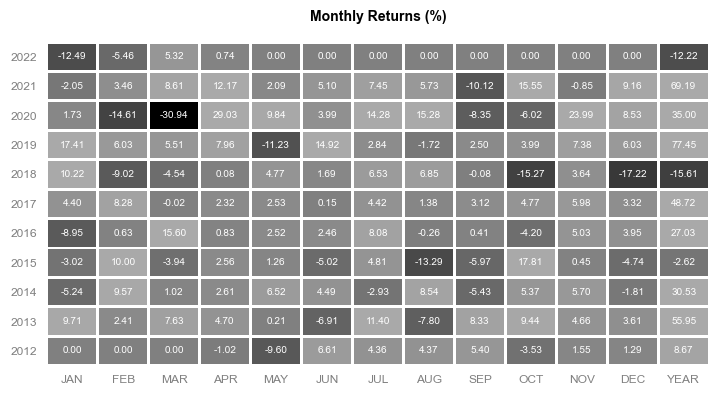 Monthly Returns (%)
2022 -12.49 -5.46 5.32 0.74 0.00 0.00 0.00 0.00 0.00 0.00 0.00 0.00 -12.22
2021 -2.05 3.46 8.61 12.17 2.09 5.10 7.45 5.73 -10.12 15.55 -0.85 9.16 69.19
2020 1.73 -14.61 -30.94 29.03 9.84 3.99 14.28 15.28 -8.35 -6.02 23.99 8.53 35.00
2019 17.41 6.03 5.51 7.96 -11.23 14.92 2.84 -1.72 2.50 3.99 7.38 6.03 77.45
2018 10.22 -9.02 -4.54 0.08 4.77 1.69 6.53 6.85 -0.08 -15.27 3.64 -17.22 -15.61
2017 4.40 8.28 -0.02 2.32 2.53 0.15 4.42 1.38 3.12 4.77 5.98 3.32 48.72
2016 -8.95 0.63 15.60 0.83 2.52 2.46 8.08 -0.26 0.41 -4.20 5.03 3.95 27.03
2015 -3.02 10.00 -3.94 2.56 1.26 -5.02 4.81 -13.29 -5.97 17.81 0.45 -4.74 -2.62
2014 -5.24 9.57 1.02 2.61 6.52 4.49 -2.93 8.54 -5.43 5.37 5.70 -1.81 30.53
2013 9.71 2.41 7.63 4.70 0.21 -6.91 11.40 -7.80 8.33 9.44 4.66 3.61 55.95
2012 0.00 0.00 0.00 -1.02 -9.60 6.61 4.36 4.37 5.40 -3.53 1.55 1.29 8.67
JAN FEB MAR APR MAY JUN JUL AUG SEP OCT NOV DEC YEAR